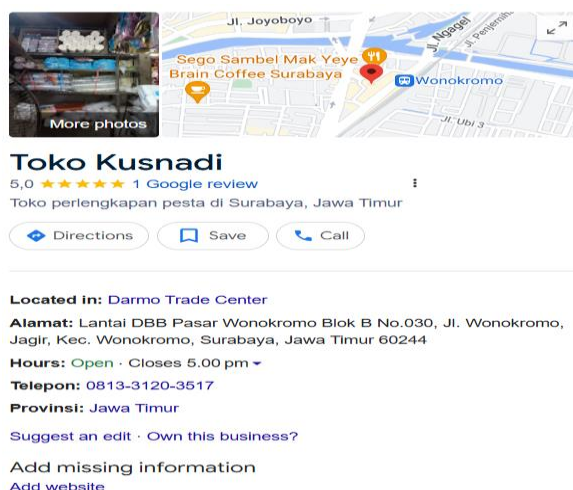 Jl. Joyoboyo
Jl. Ngagel
Jl. Penjernih
Sego Sambel Mak Yeye
Brain Coffee Surabaya
Wonokromo
Jl. Ubi 3
More photos
Toko Kusnadi
5,0 1 Google review
Toko perlengkapan pesta di Surabaya, Jawa Timur
Directions Save Call
Located in: Darmo Trade Center
Alamat: Lantai DBB Pasar Wonokromo Blok B No.030, Jl. Wonokromo,
Jagir, Kec. Wonokromo, Surabaya, Jawa Timur 60244
Hours: Open · Closes 5.00 pm
Telepon: 0813-3120-3517
Provinsi: Jawa Timur
Suggest an edit · Own this business?
Add missing information
Add website